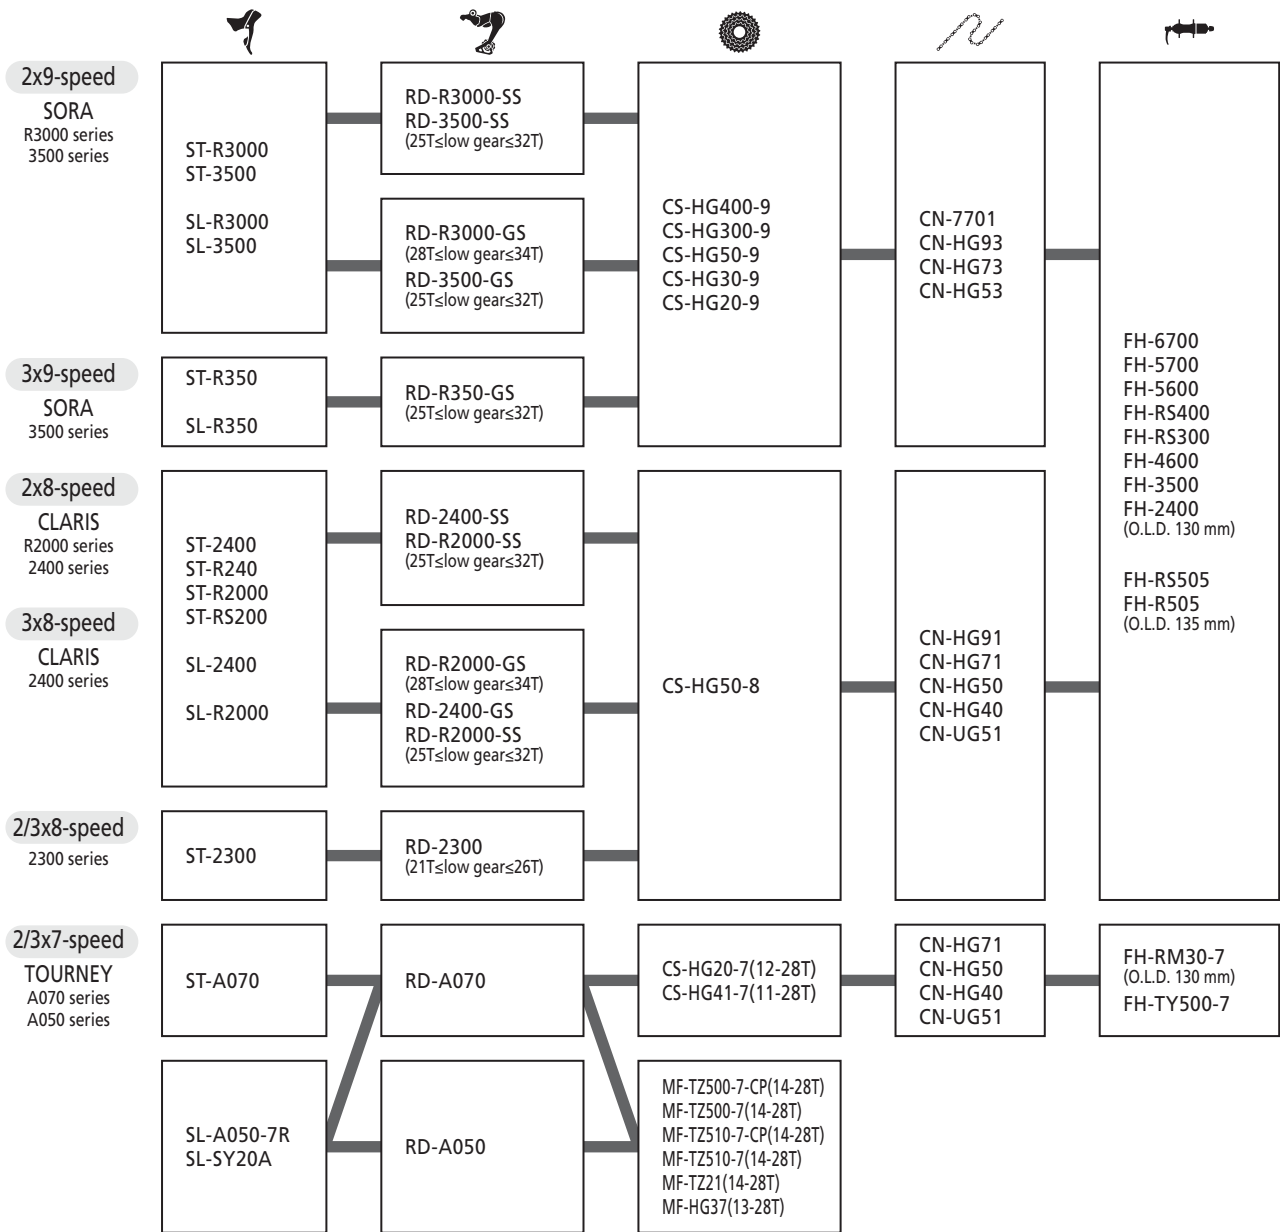 2x9-speed
SORA
R3000 series
3500 series
ST-R3000
ST-3500
SL-R3000
SL-3500
RD-R3000-SS
RD-3500-SS
(25T≤low gear≤32T)
RD-R3000-GS
(28T≤low gear≤34T)
RD-3500-GS
(25T≤low gear≤32T)
CS-HG400-9
CS-HG300-9
CS-HG50-9
CS-HG30-9
CS-HG20-9
CN-7701
CN-HG93
CN-HG73
CN-HG53
FH-6700
FH-5700
FH-5600
FH-RS400
FH-RS300
FH-4600
FH-3500
FH-2400
(O.L.D. 130 mm)
FH-RS505
FH-R505
(O.L.D. 135 mm)
3x9-speed
SORA
3500 series
ST-R350
SL-R350
RD-R350-GS
(25T≤low gear≤32T)
2x8-speed
CLARIS
R2000 series
2400 series
3x8-speed
CLARIS
2400 series
ST-2400
ST-R240
ST-R2000
ST-RS200
SL-2400
SL-R2000
RD-2400-SS
RD-R2000-SS
(25T≤low gear≤32T)
RD-R2000-GS
(28T≤low gear≤34T)
RD-2400-GS
RD-R2000-SS
(25T≤low gear≤32T)
CS-HG50-8
CN-HG91
CN-HG71
CN-HG50
CN-HG40
CN-UG51
2/3x8-speed
2300 series
ST-2300
RD-2300
(21T≤low gear≤26T)
2/3x7-speed
TOURNEY
A070 series
A050 series
ST-A070
RD-A070
CS-HG20-7(12-28T)
CS-HG41-7(11-28T)
CN-HG71
CN-HG50
CN-HG40
CN-UG51
FH-RM30-7
(O.L.D. 130 mm)
FH-TY500-7
SL-A050-7R
SL-SY20A
RD-A050
MF-TZ500-7-CP(14-28T)
MF-TZ500-7(14-28T)
MF-TZ510-7-CP(14-28T)
MF-TZ510-7(14-28T)
MF-TZ21(14-28T)
MF-HG37(13-28T)